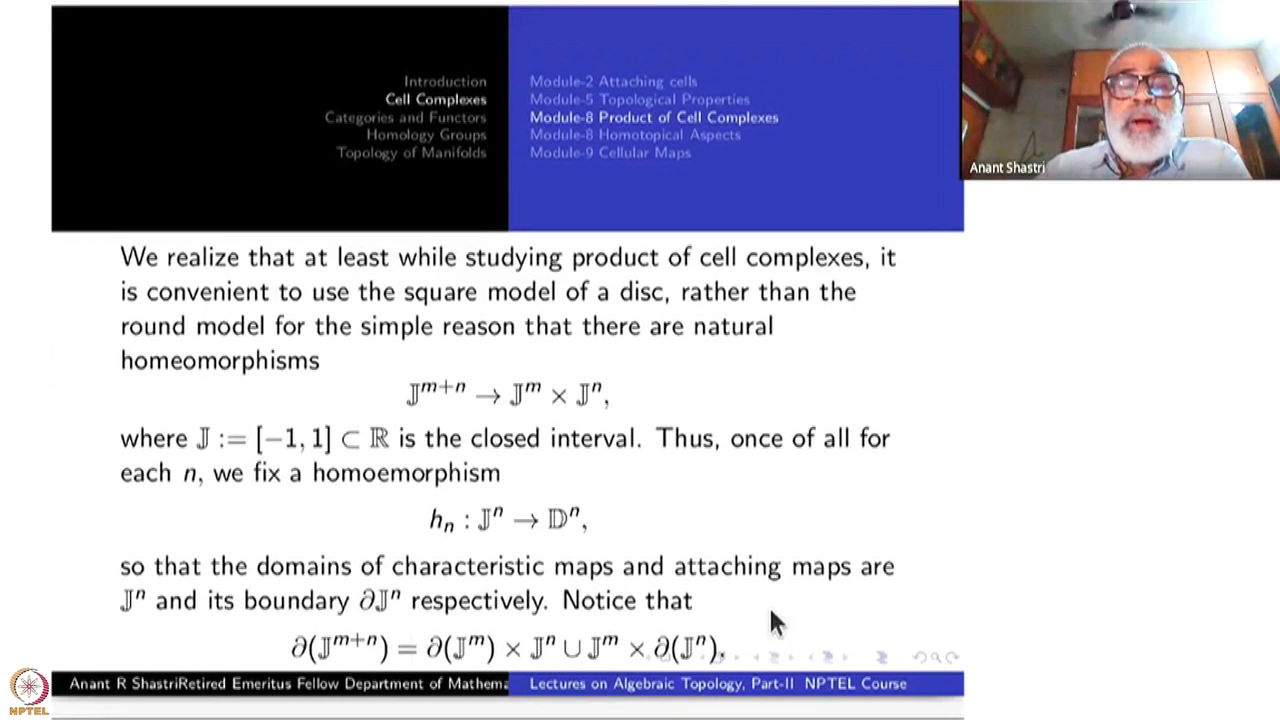 Introduction
Cell Complexes
Categories and Functors
Homology Groups
Topology of Manifolds
Module-2 Attaching cells
Module-5 Topological Properties
Module-8 Product of Cell Complexes
Module-8 Homotopical Aspects
Module-9 Cellular Maps
Anant Shastri
We realize that at least while studying product of cell complexes, it
is convenient to use the square model of a disc, rather than the
round model for the simple reason that there are natural
homeomorphisms
𝕁^{m+n} → 𝕁^m × 𝕁^n,
where 𝕁 := [−1, 1] ⊂ ℝ is the closed interval. Thus, once of all for
each n, we fix a homoemorphism
h_n : 𝕁^n → 𝔻^n,
so that the domains of characteristic maps and attaching maps are
𝕁^n and its boundary ∂𝕁^n respectively. Notice that
∂(𝕁^{m+n}) = ∂(𝕁^m) × 𝕁^n ∪ 𝕁^m × ∂(𝕁^n).
Anant R ShastriRetired Emeritus Fellow Department of Mathema
Lectures on Algebraic Topology, Part-II NPTEL Course
NPTEL